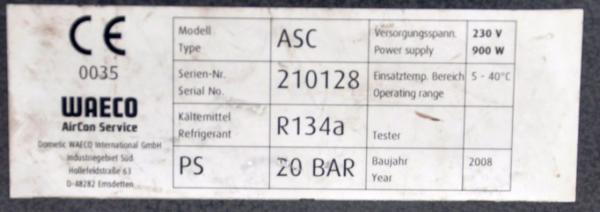 CE
0035
WAECO
AirCon Service
Dometic WAECO International GmbH
Industriegebiet Süd
Hollefeldstraße 63
D-48282 Emsdetten
Modell ASC Versorgungsspann. 230 V
Type Power supply 900 W
Serien-Nr. 210128 Einsatztemp. Bereich 5 - 40°C
Serial No. Operating range
Kältemittel R134a
Refrigerant Tester
PS 20 BAR Baujahr 2008
Year